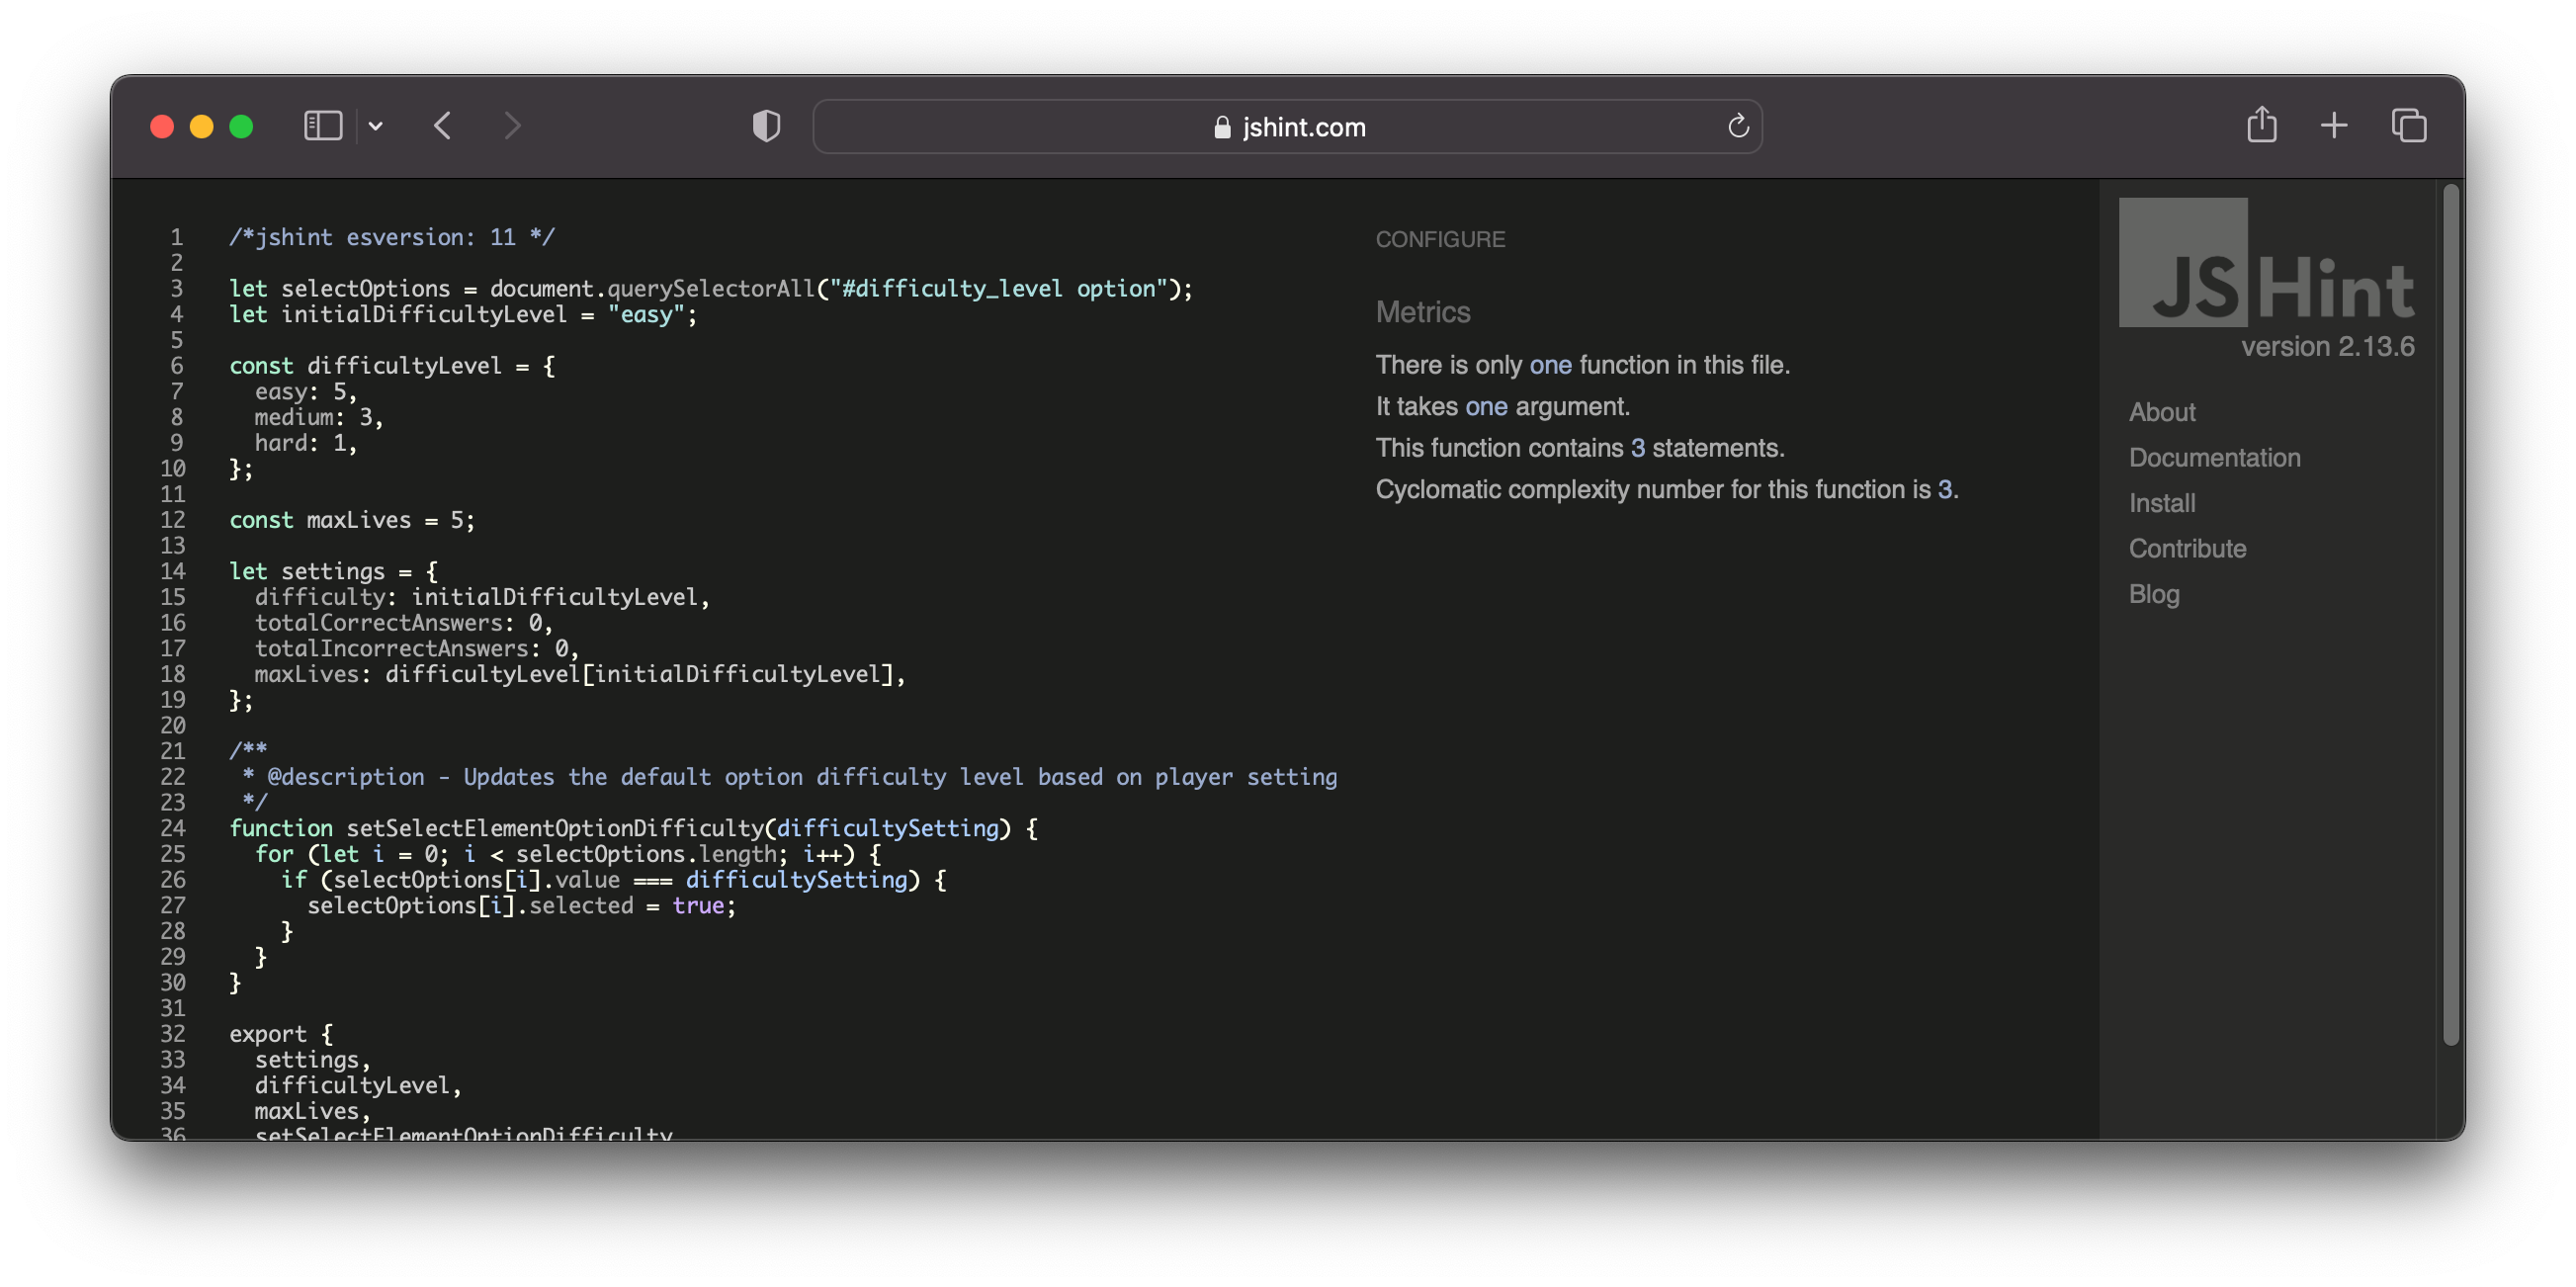 jshint.com
1 /*jshint esversion: 11 */
2
3 let selectOptions = document.querySelectorAll("#difficulty_level option");
4 let initialDifficultyLevel = "easy";
5
6 const difficultyLevel = {
7   easy: 5,
8   medium: 3,
9   hard: 1,
10 };
11
12 const maxLives = 5;
13
14 let settings = {
15   difficulty: initialDifficultyLevel,
16   totalCorrectAnswers: 0,
17   totalIncorrectAnswers: 0,
18   maxLives: difficultyLevel[initialDifficultyLevel],
19 };
20
21 /**
22  * @description - Updates the default option difficulty level based on player setting
23  */
24 function setSelectElementOptionDifficulty(difficultySetting) {
25   for (let i = 0; i < selectOptions.length; i++) {
26     if (selectOptions[i].value === difficultySetting) {
27       selectOptions[i].selected = true;
28     }
29   }
30 }
31
32 export {
33   settings,
34   difficultyLevel,
35   maxLives,
36   setSelectElementOptionDifficulty
CONFIGURE
Metrics
There is only one function in this file.
It takes one argument.
This function contains 3 statements.
Cyclomatic complexity number for this function is 3.
JSHint
version 2.13.6
About
Documentation
Install
Contribute
Blog